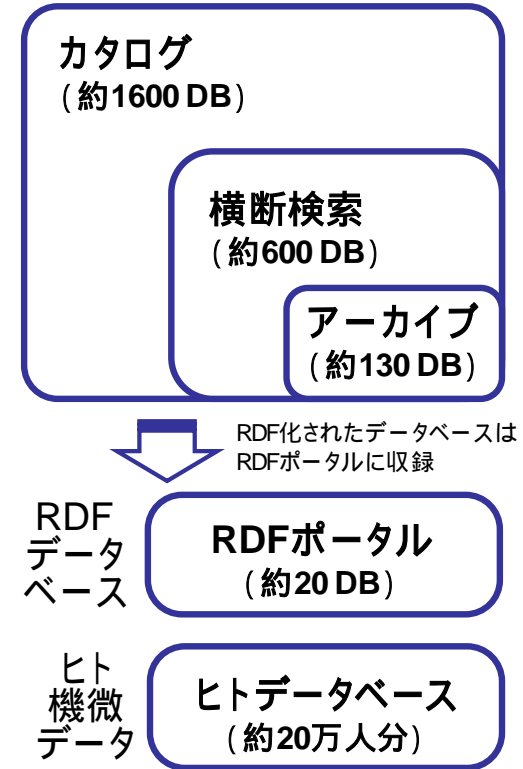 カタログ
(約1600 DB)
横断検索
(約600 DB)
アーカイブ
(約130 DB)
RDF化されたデータベースは
RDFポータルに収録
RDF
データ
ベース
RDFポータル
(約20 DB)
ヒト
機微
データ
ヒトデータベース
(約20万人分)